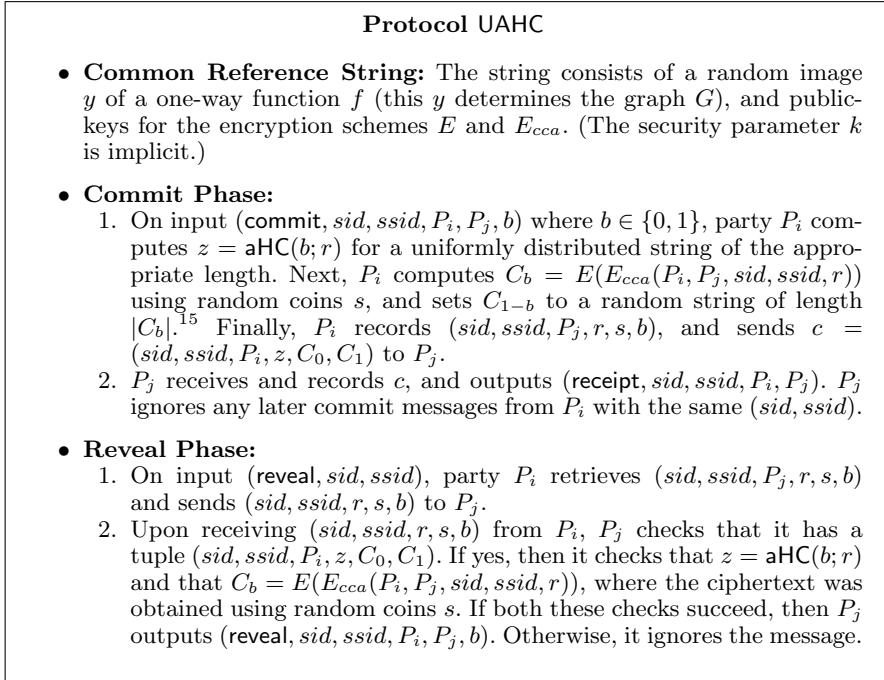 Protocol UAHC
• Common Reference String: The string consists of a random image
y of a one-way function f (this y determines the graph G), and public-
keys for the encryption schemes E and E_cca. (The security parameter k
is implicit.)
• Commit Phase:
1. On input (commit, sid, ssid, P_i, P_j, b) where b ∈ {0, 1}, party P_i com-
putes z = aHC(b; r) for a uniformly distributed string of the appro-
priate length. Next, P_i computes C_b = E(E_cca(P_i, P_j, sid, ssid, r))
using random coins s, and sets C_{1−b} to a random string of length
|C_b|.^15 Finally, P_i records (sid, ssid, P_j, r, s, b), and sends c =
(sid, ssid, P_i, z, C_0, C_1) to P_j.
2. P_j receives and records c, and outputs (receipt, sid, ssid, P_i, P_j). P_j
ignores any later commit messages from P_i with the same (sid, ssid).
• Reveal Phase:
1. On input (reveal, sid, ssid), party P_i retrieves (sid, ssid, P_j, r, s, b)
and sends (sid, ssid, r, s, b) to P_j.
2. Upon receiving (sid, ssid, r, s, b) from P_i, P_j checks that it has a
tuple (sid, ssid, P_i, z, C_0, C_1). If yes, then it checks that z = aHC(b; r)
and that C_b = E(E_cca(P_i, P_j, sid, ssid, r)), where the ciphertext was
obtained using random coins s. If both these checks succeed, then P_j
outputs (reveal, sid, ssid, P_i, P_j, b). Otherwise, it ignores the message.